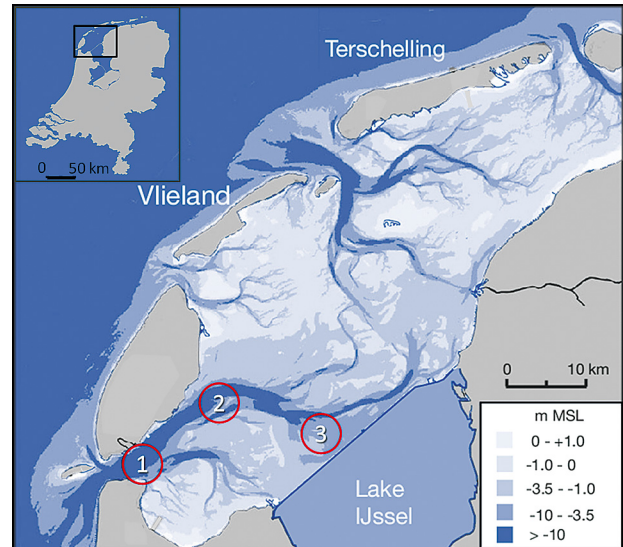 Terschelling
0 50 km
Vlieland
0 10 km
2
3
1
m MSL
0 - +1.0
-1.0 - 0
-3.5 - -1.0
-10 - -3.5
> -10
Lake
IJssel